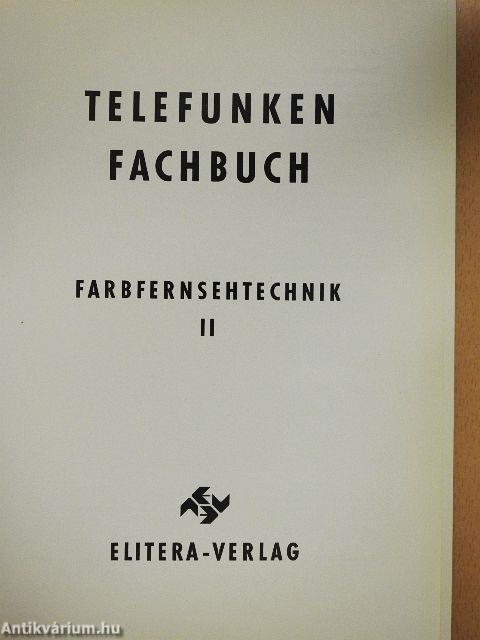 TELEFUNKEN
FACHBUCH
FARBFERNSEHTECHNIK
II
ELITERA-VERLAG
Antikvárium.hu